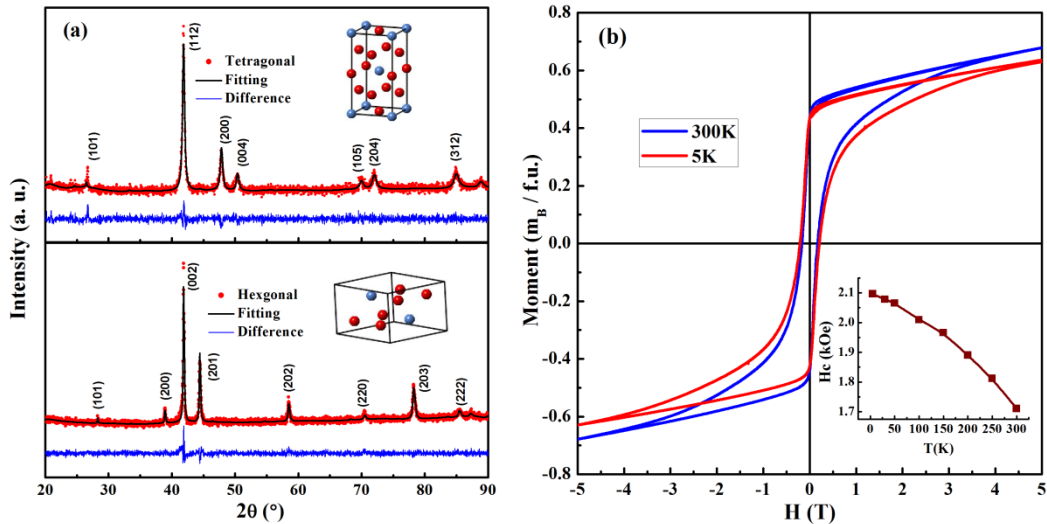 (a)
Intensity (a. u.)
Tetragonal
Fitting
Difference
(101)
(112)
(200)
(004)
(105)
(204)
(312)
Hexgonal
Fitting
Difference
(101)
(200)
(002)
(201)
(202)
(220)
(203)
(222)
20 30 40 50 60 70 80 90
2θ (°)
(b)
Moment (m_B / f.u.)
0.8
0.6
0.4
0.2
0.0
-0.2
-0.4
-0.6
-0.8
300K
5K
Hc (kOe)
2.1
2.0
1.9
1.8
1.7
0 50 100 150 200 250 300
T(K)
-5 -4 -3 -2 -1 0 1 2 3 4 5
H (T)